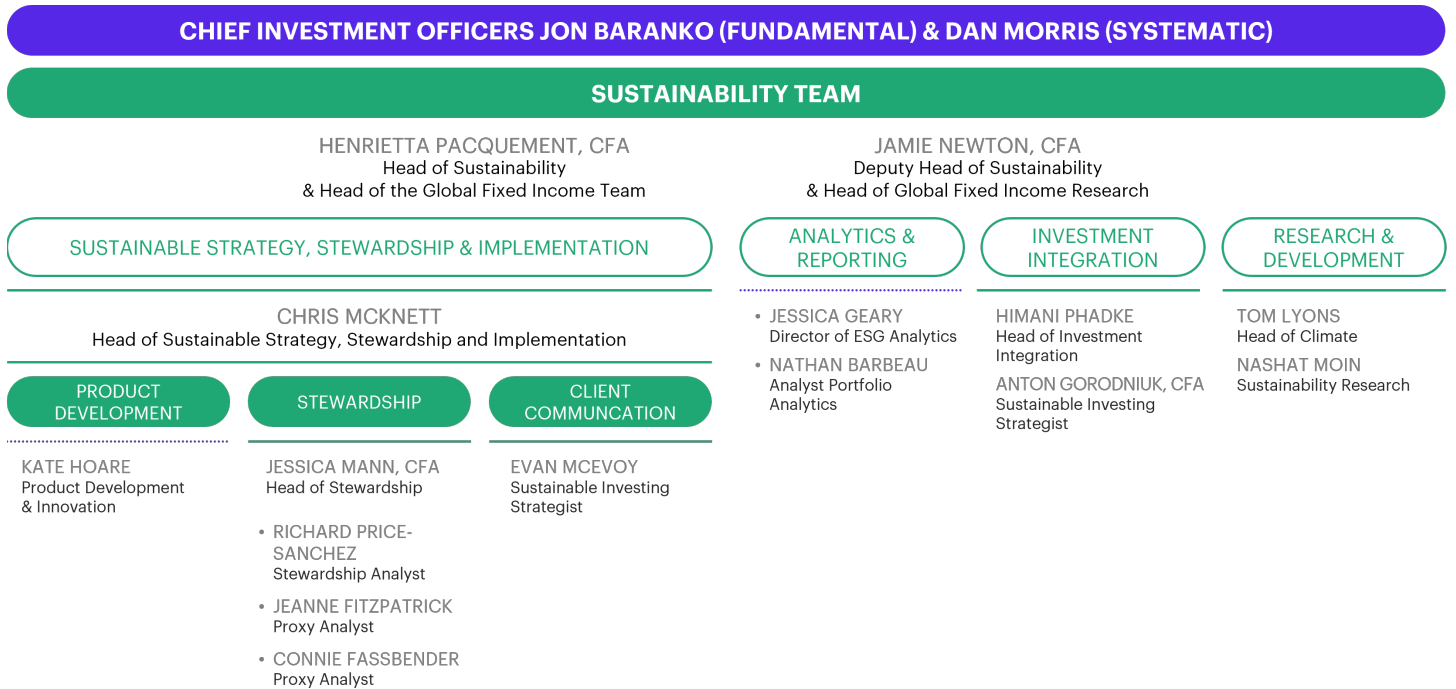 CHIEF INVESTMENT OFFICERS JON BARANKO (FUNDAMENTAL) & DAN MORRIS (SYSTEMATIC)
SUSTAINABILITY TEAM
HENRIETTA PACQUEMENT, CFA
Head of Sustainability
& Head of the Global Fixed Income Team
JAMIE NEWTON, CFA
Deputy Head of Sustainability
& Head of Global Fixed Income Research
SUSTAINABLE STRATEGY, STEWARDSHIP & IMPLEMENTATION
CHRIS MCKNETT
Head of Sustainable Strategy, Stewardship and Implementation
PRODUCT
DEVELOPMENT
KATE HOARE
Product Development
& Innovation
STEWARDSHIP
JESSICA MANN, CFA
Head of Stewardship
• RICHARD PRICE-
SANCHEZ
Stewardship Analyst
• JEANNE FITZPATRICK
Proxy Analyst
• CONNIE FASSBENDER
Proxy Analyst
CLIENT
COMMUNCATION
EVAN MCEVOY
Sustainable Investing
Strategist
ANALYTICS &
REPORTING
• JESSICA GEARY
Director of ESG Analytics
• NATHAN BARBEAU
Analyst Portfolio
Analytics
INVESTMENT
INTEGRATION
HIMANI PHADKE
Head of Investment
Integration
ANTON GORODNIUK, CFA
Sustainable Investing
Strategist
RESEARCH &
DEVELOPMENT
TOM LYONS
Head of Climate
NASHAT MOIN
Sustainability Research